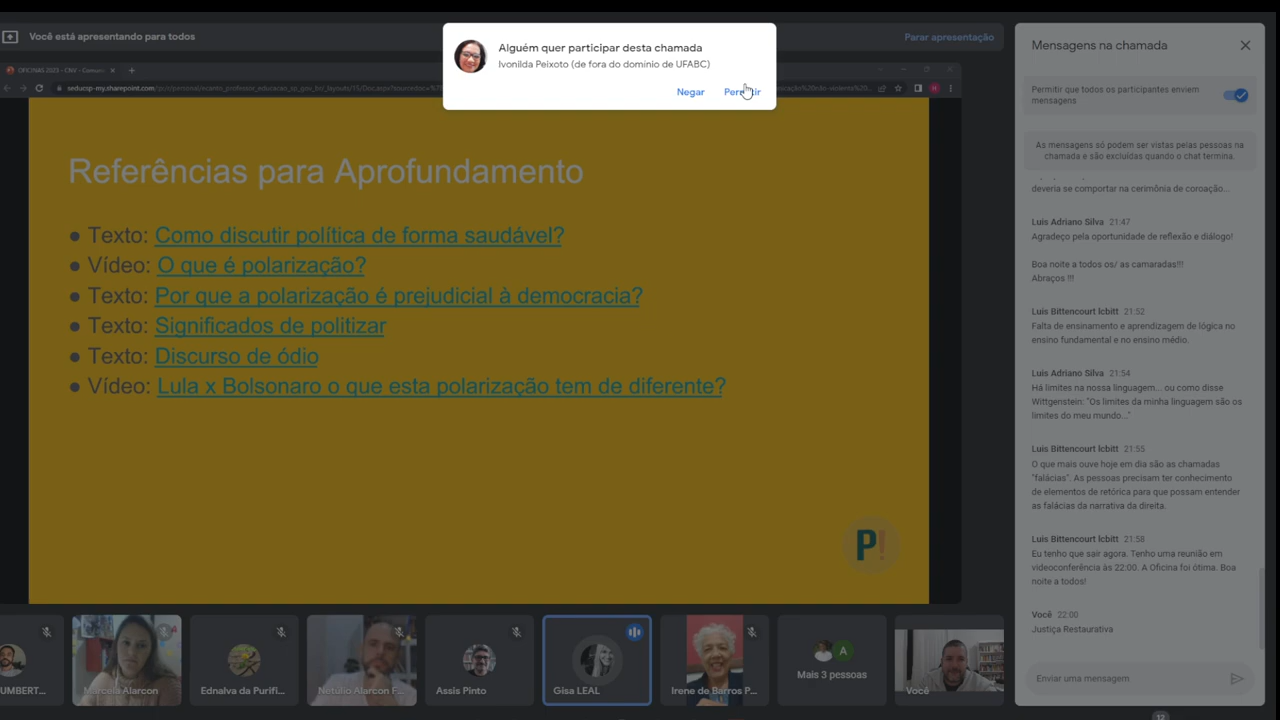 Você está apresentando para todos
Alguém quer participar desta chamada
Ivonilda Peixoto (de fora do domínio de UFABC)
Negar
Permitir
Parar apresentação
OFICINAS 2023 - CNV - Comuni
seducsp-my.sharepoint.com
Referências para Aprofundamento
● Texto: Como discutir política de forma saudável?
● Vídeo: O que é polarização?
● Texto: Por que a polarização é prejudicial à democracia?
● Texto: Significados de politizar
● Texto: Discurso de ódio
● Vídeo: Lula x Bolsonaro o que esta polarização tem de diferente?
P!
UMBERT...
Marcela Alarcon
Ednalva da Purifi...
Netúlio Alarcon F...
Assis Pinto
Gisa LEAL
Irene de Barros P...
A
Mais 3 pessoas
Você
Mensagens na chamada
Permitir que todos os participantes enviem
mensagens
As mensagens só podem ser vistas pelas pessoas na
chamada e são excluídas quando o chat termina.
deveria se comportar na cerimônia de coroação...
Luis Adriano Silva 21:47
Agradeço pela oportunidade de reflexão e diálogo!
Boa noite a todos os/ as camaradas!!!
Abraços !!!
Luis Bittencourt lcbitt 21:52
Falta de ensinamento e aprendizagem de lógica no
ensino fundamental e no ensino médio.
Luis Adriano Silva 21:54
Há limites na nossa linguagem... ou como disse
Wittgenstein: "Os limites da minha linguagem são os
limites do meu mundo..."
Luis Bittencourt lcbitt 21:55
O que mais ouve hoje em dia são as chamadas
"falácias". As pessoas precisam ter conhecimento
de elementos de retórica para que possam entender
as falácias da narrativa da direita.
Luis Bittencourt lcbitt 21:58
Eu tenho que sair agora. Tenho uma reunião em
videoconferência às 22:00. A Oficina foi ótima. Boa
noite a todos!
Você 22:00
Justiça Restaurativa
Enviar uma mensagem
12